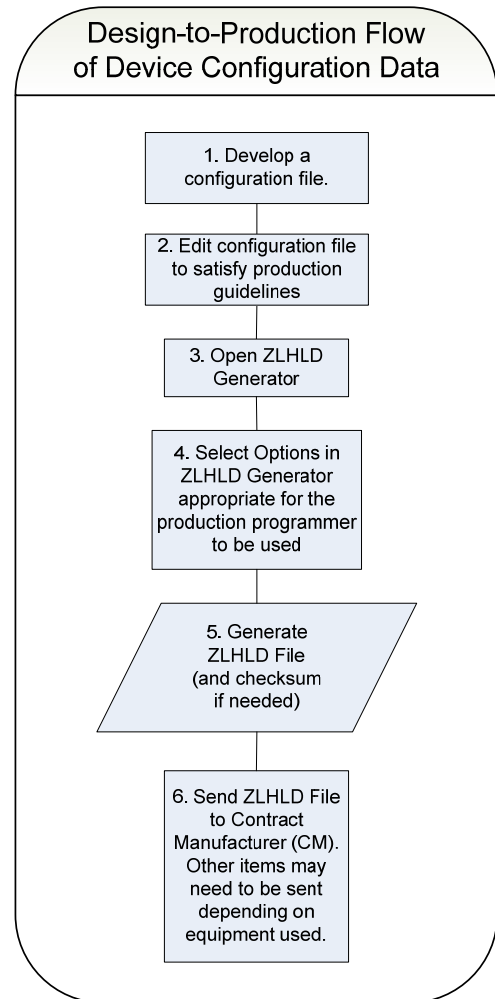 Design-to-Production Flow
of Device Configuration Data
1. Develop a
configuration file.
2. Edit configuration file
to satisfy production
guidelines
3. Open ZLHLD
Generator
4. Select Options in
ZLHLD Generator
appropriate for the
production programmer
to be used
5. Generate
ZLHLD File
(and checksum
if needed)
6. Send ZLHLD File
to Contract
Manufacturer (CM).
Other items may
need to be sent
depending on
equipment used.